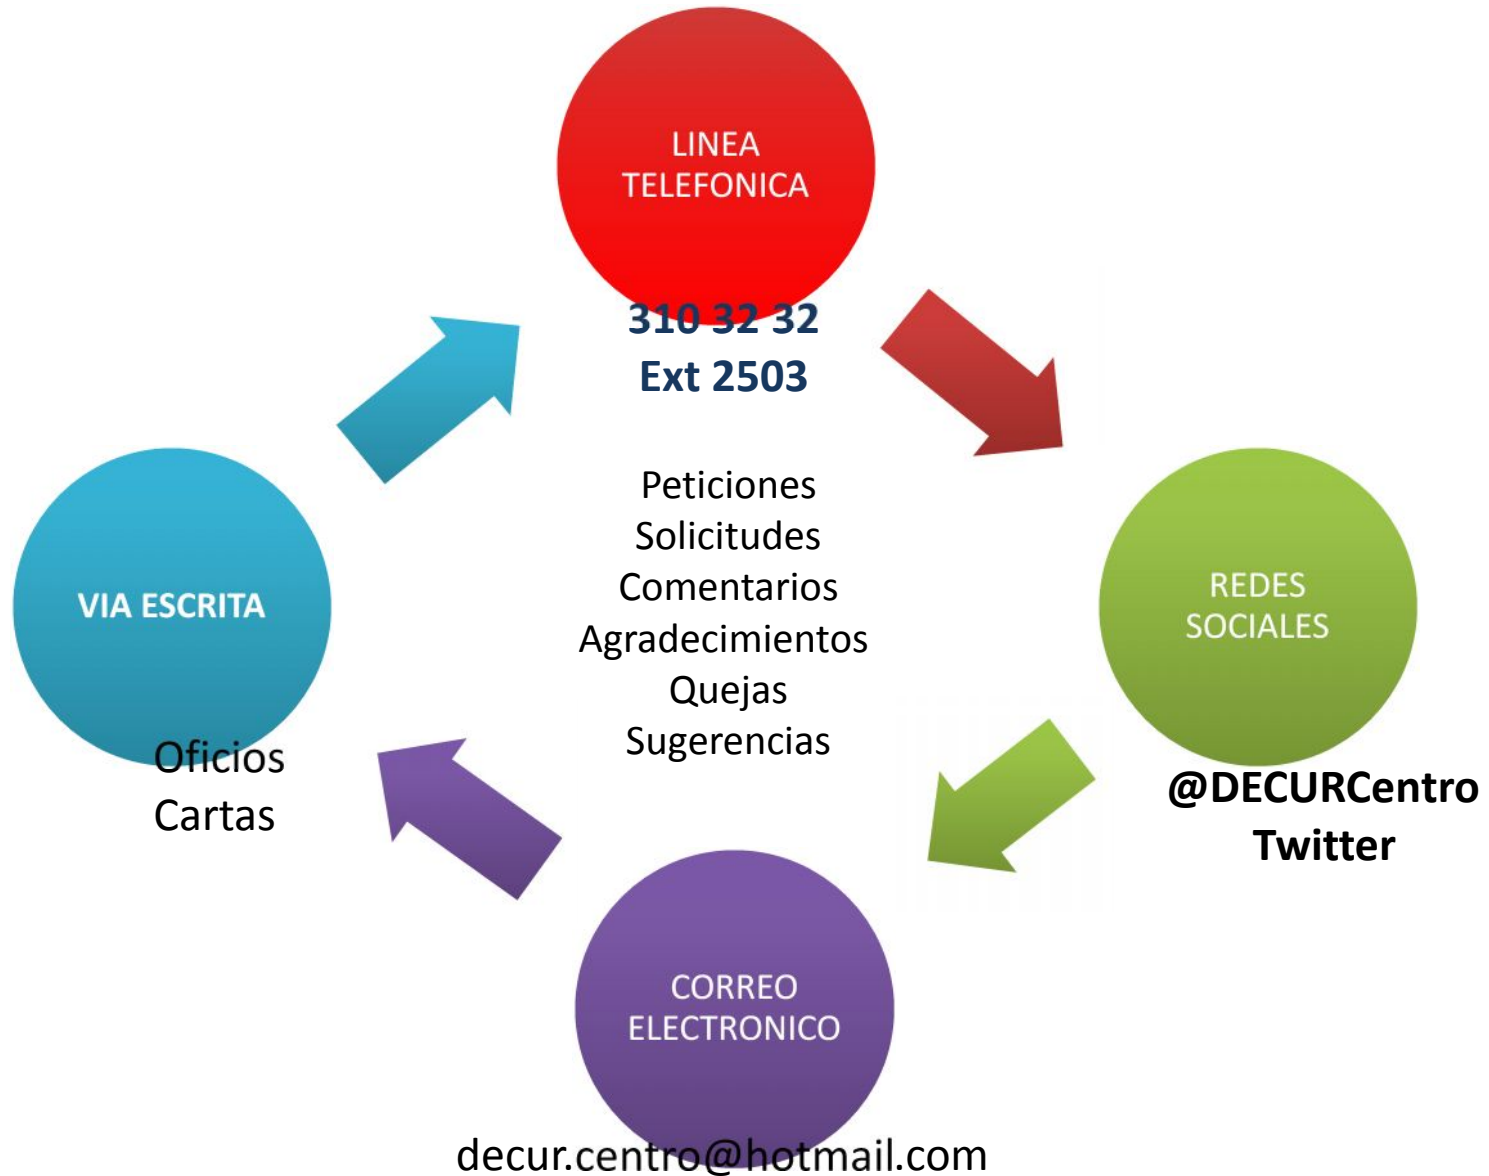 LINEA
TELEFONICA
310 32 32
Ext 2503
Peticiones
Solicitudes
Comentarios
Agradecimientos
Quejas
Sugerencias
REDES
SOCIALES
@DECURCentro
Twitter
CORREO
ELECTRONICO
decur.centro@hotmail.com
VIA ESCRITA
Oficios
Cartas